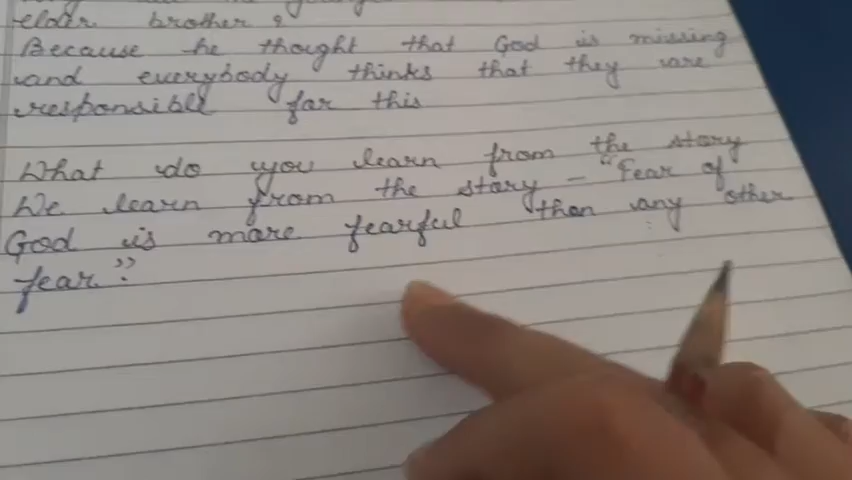 elder brother ?
Because he thought that God is missing
and everybody thinks that they are
responsible for this
What do you learn from the story
We learn from the story - "Fear of
God is more fearful than any other
fear."